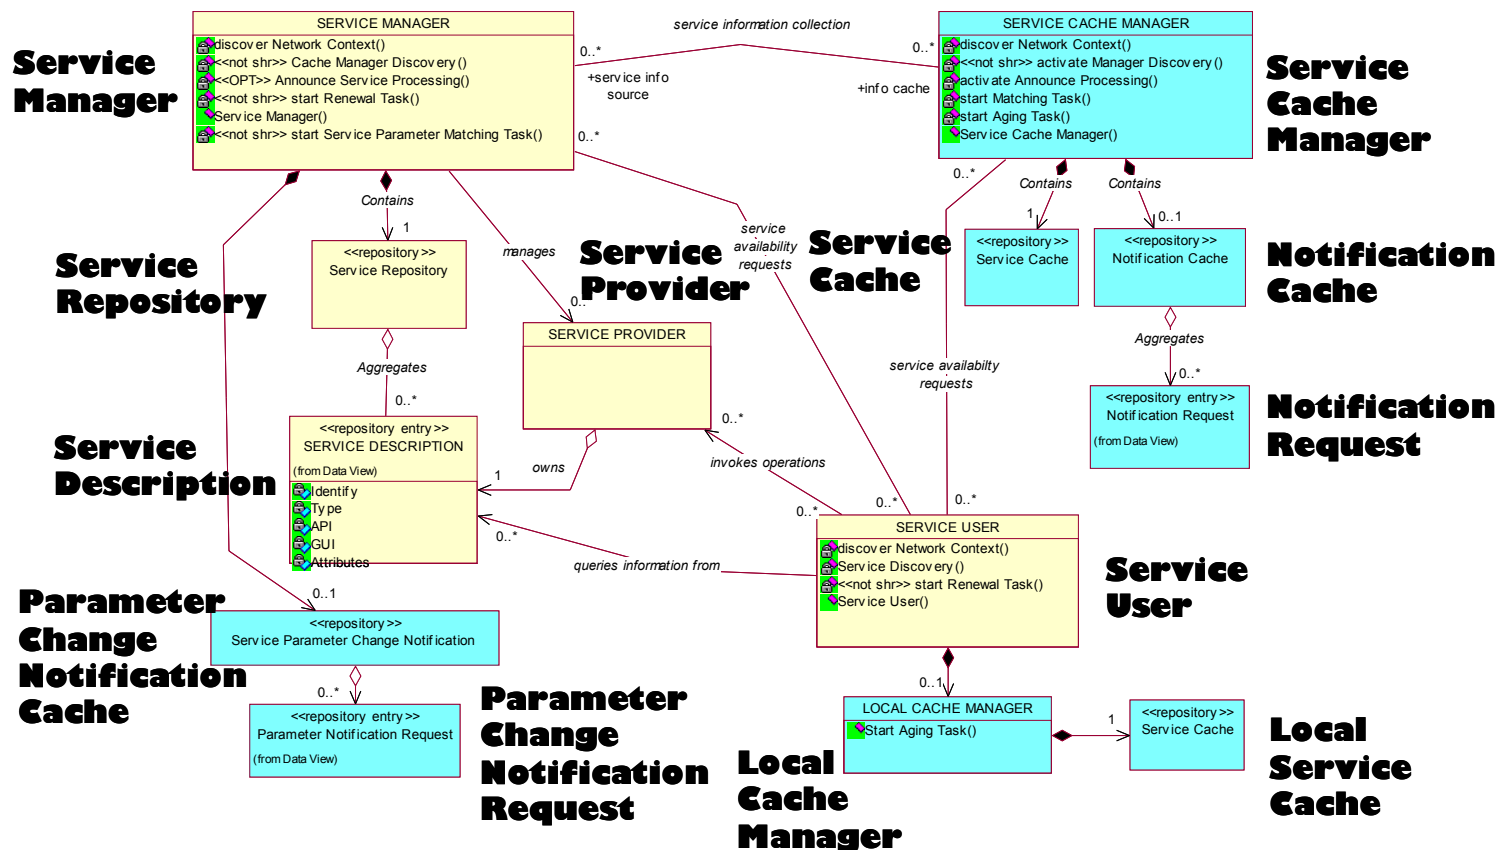 SERVICE MANAGER
discover Network Context()
<<not shr>> Cache Manager Discovery()
<<OPT>> Announce Service Processing()
<<not shr>> start Renewal Task()
Service Manager()
<<not shr>> start Service Parameter Matching Task()
Service
Manager
service information collection
0..*
0..*
+service info
source
+info cache
0..*
SERVICE CACHE MANAGER
discover Network Context()
<<not shr>> activate Manager Discovery()
activate Announce Processing()
start Matching Task()
start Aging Task()
Service Cache Manager()
Service
Cache
Manager
0..*
Contains
1
Contains
0..1
Contains
1
manages
0..
service
availability
requests
Service
Repository
<<repository>>
Service Repository
Service
Provider
SERVICE PROVIDER
Service
Cache
<<repository>>
Service Cache
<<repository>>
Notification Cache
Notification
Cache
Aggregates
0..*
Aggregates
0..*
service availabilty
requests
<<repository entry>>
Notification Request
(from Data View)
Notification
Request
Service
Description
<<repository entry>>
SERVICE DESCRIPTION
(from Data View)
Identify
Type
API
GUI
Attributes
owns
1
0..*
invokes operations
0..*
0..*
0..*
0..*
queries information from
SERVICE USER
discover Network Context()
Service Discovery()
<<not shr>> start Renewal Task()
Service User()
Service
User
0..1
Parameter
Change
Notification
Cache
<<repository>>
Service Parameter Change Notification
0..*
<<repository entry>>
Parameter Notification Request
(from Data View)
Parameter
Change
Notification
Request
0..1
LOCAL CACHE MANAGER
Start Aging Task()
Local
Cache
Manager
1
<<repository>>
Service Cache
Local
Service
Cache